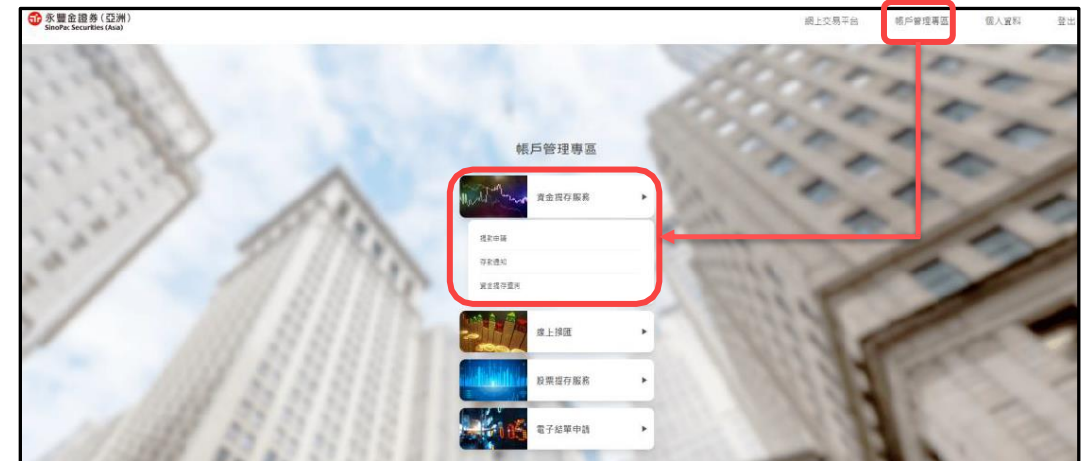 永豐金證券(亞洲)
SinoPac Securities (Asia)
網上交易平台
帳戶管理專區
個人資料
登出
帳戶管理專區
資金提存服務
提款申請
存款通知
資金提存查詢
線上換匯
股票提存服務
電子結單申請